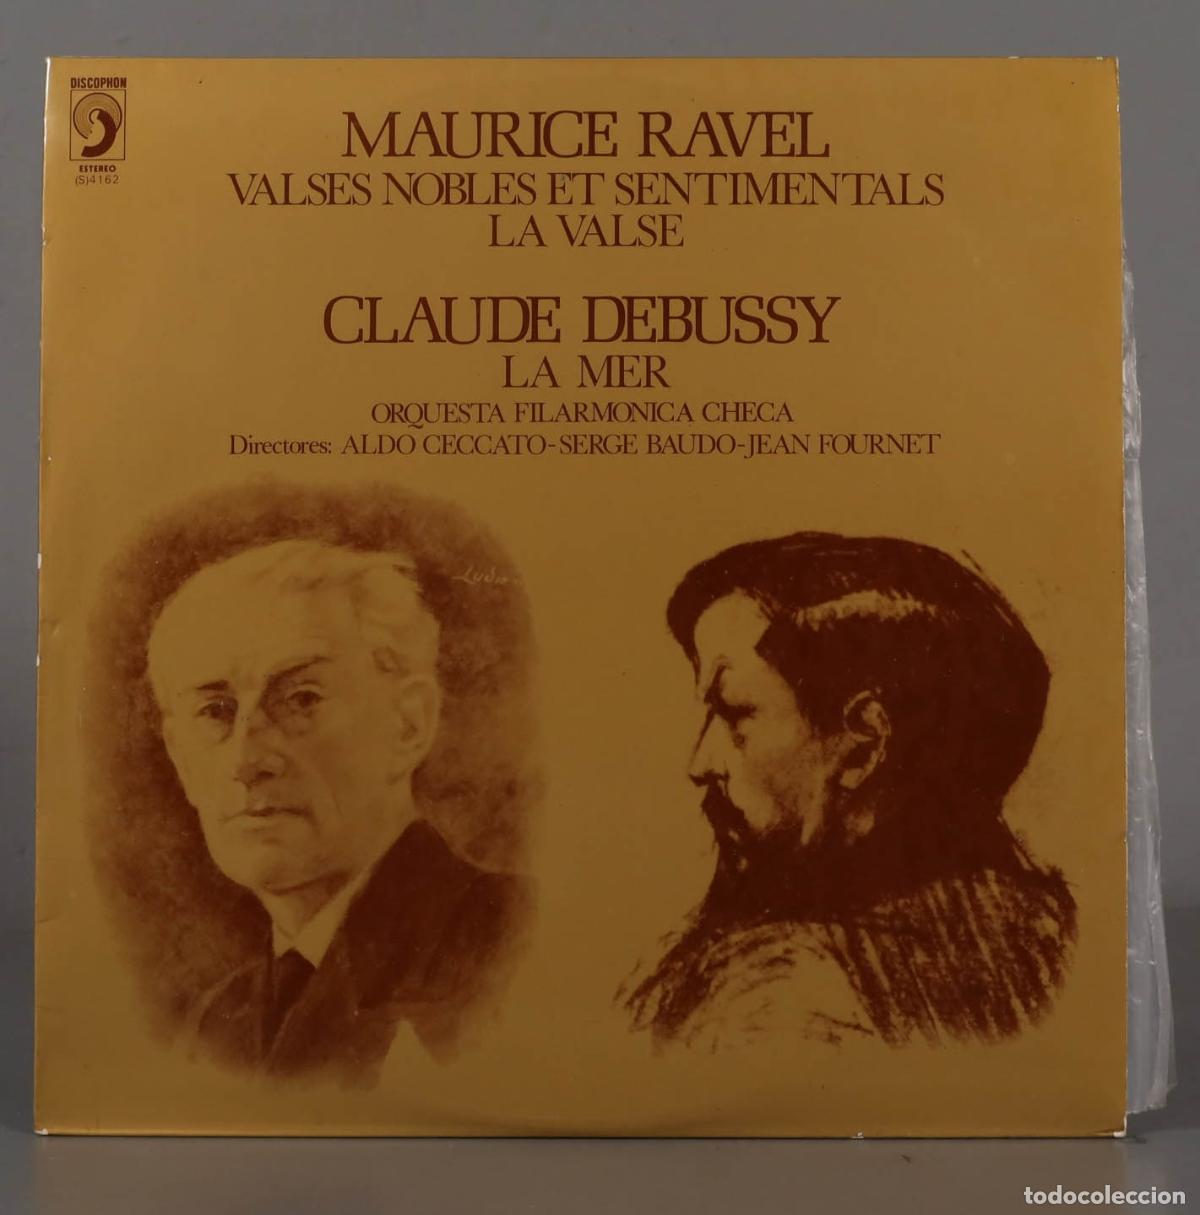 DISCOPHON
ESTEREO
(S)4162
MAURICE RAVEL
VALSES NOBLES ET SENTIMENTALS
LA VALSE
CLAUDE DEBUSSY
LA MER
ORQUESTA FILARMONICA CHECA
Directores: ALDO CECCATO-SERGE BAUDO-JEAN FOURNET
todocoleccion